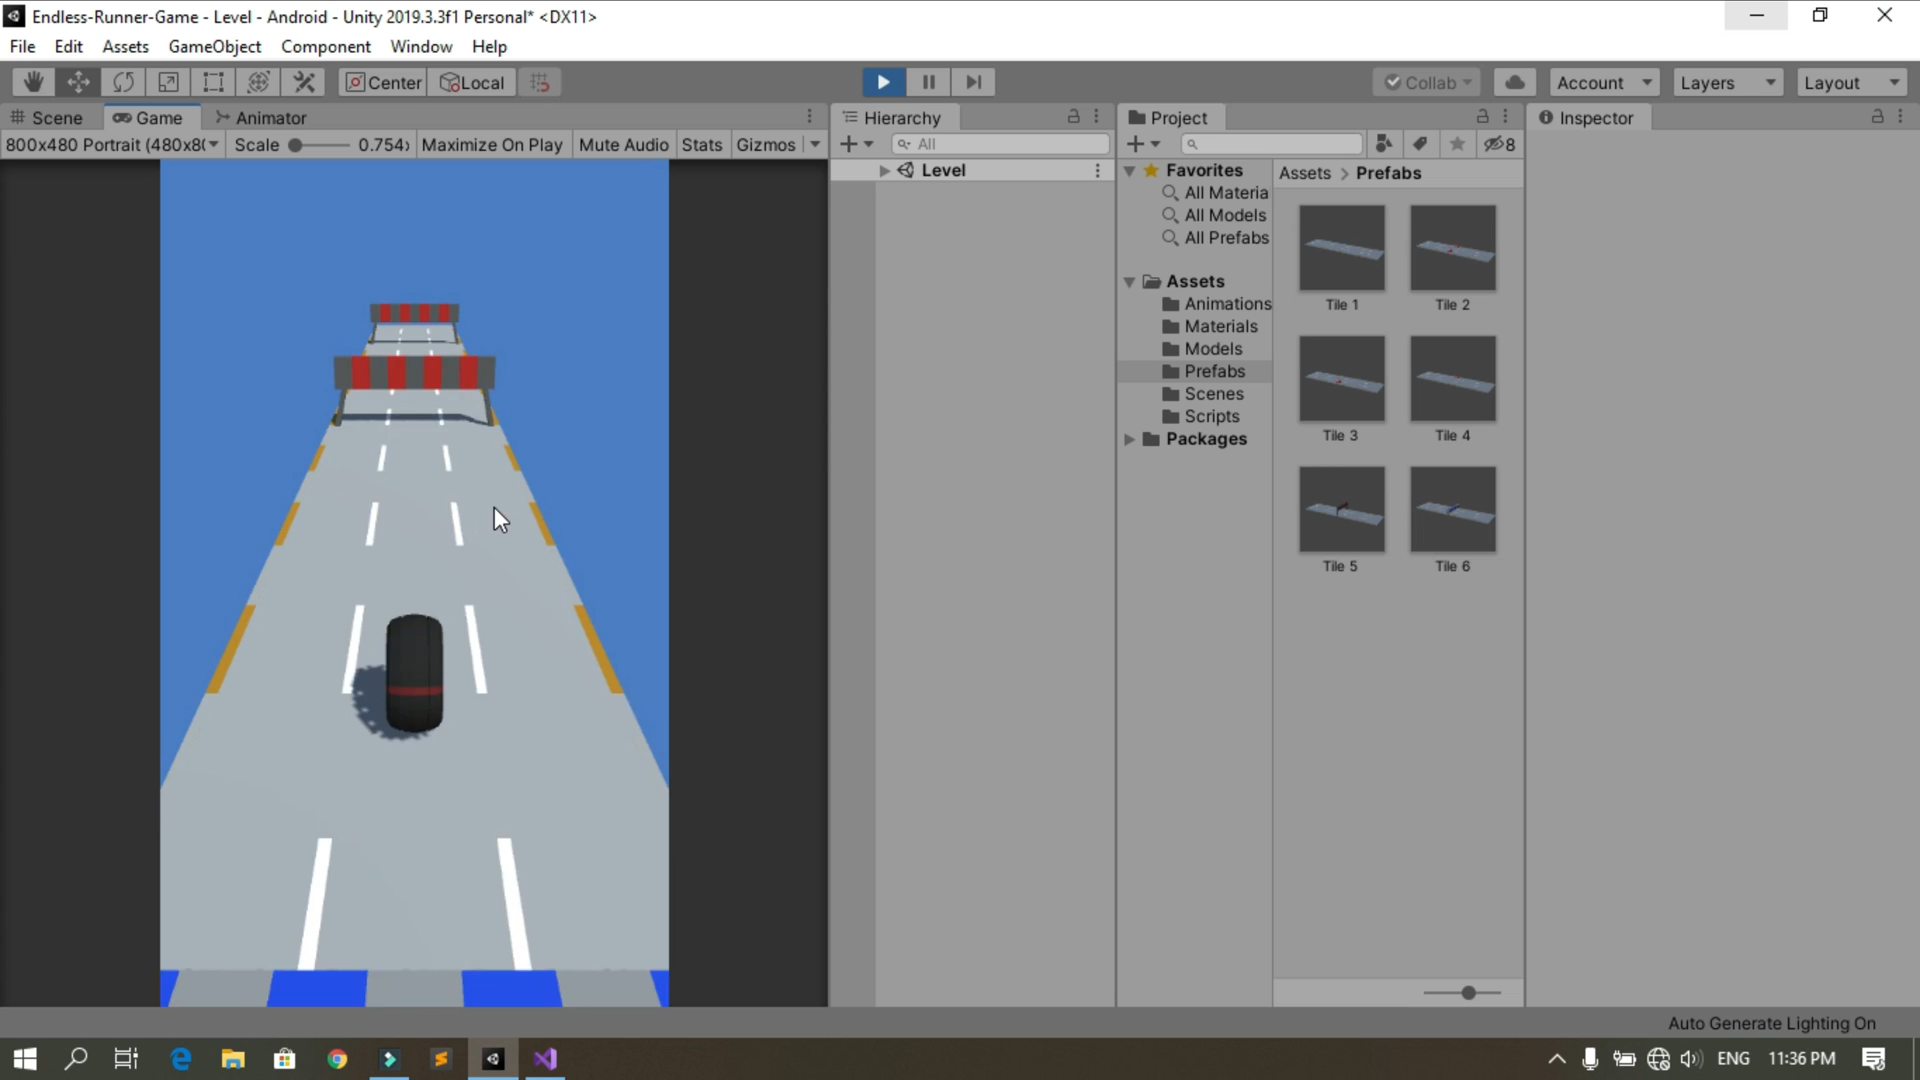 Endless-Runner-Game - Level - Android - Unity 2019.3.3f1 Personal* <DX11>
File Edit Assets GameObject Component Window Help
Center Local Collab Account Layers Layout
Scene Game Animator Hierarchy Project Inspector
800x480 Portrait (480x8( Scale 0.754 Maximize On Play Mute Audio Stats Gizmos All 8
Level
Favorites
All Materia
All Models
All Prefabs
Assets
Animations
Materials
Models
Prefabs
Scenes
Scripts
Packages
Assets > Prefabs
Tile 1 Tile 2
Tile 3 Tile 4
Tile 5 Tile 6
Auto Generate Lighting On
ENG 11:36 PM